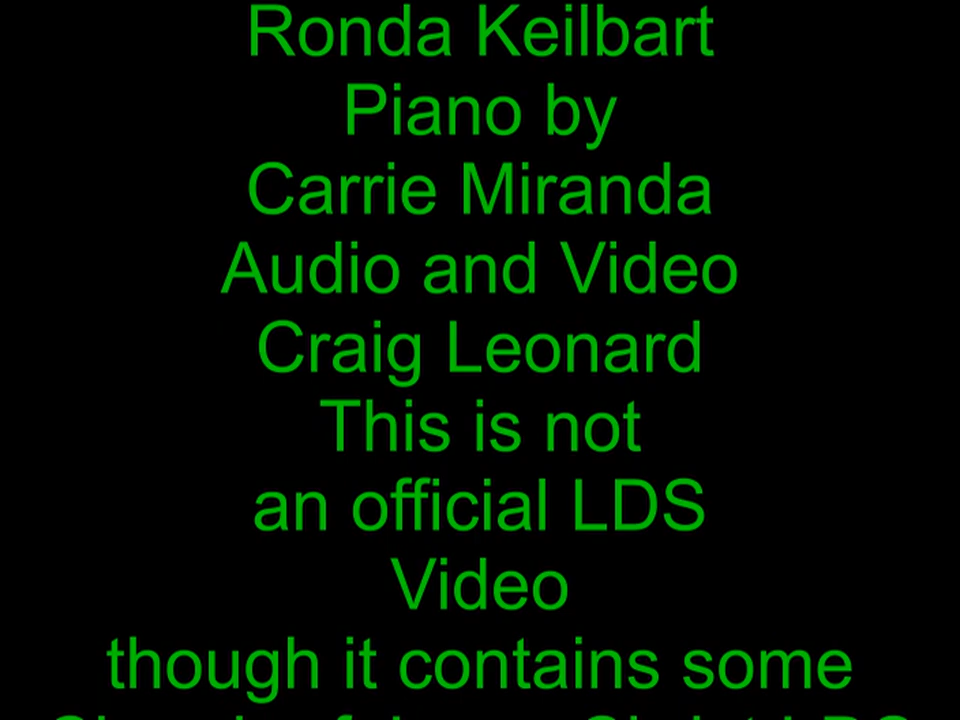 Ronda Keilbart
Piano by
Carrie Miranda
Audio and Video
Craig Leonard
This is not
an official LDS
Video
though it contains some